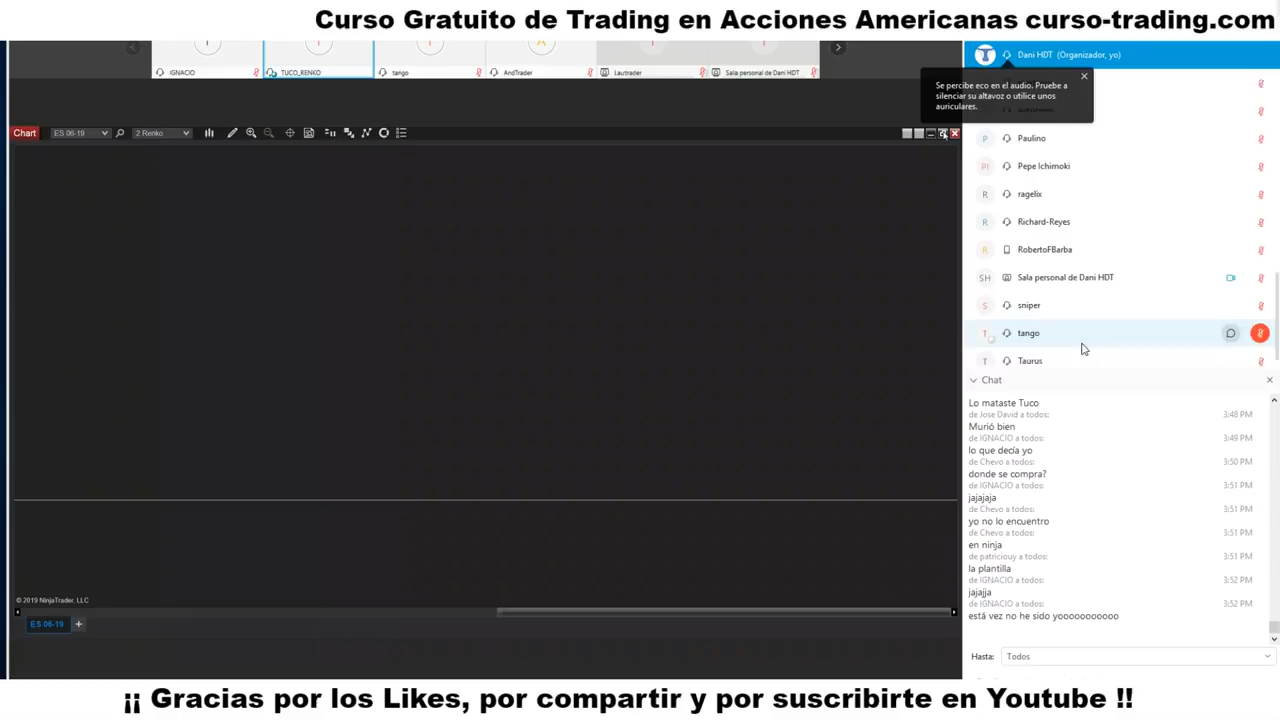 Curso Gratuito de Trading en Acciones Americanas curso-trading.com
IGNACIO
TUCO_RENKO
tango
AndTrader
Lautrader
Sala personal de Dani HDT
Dani HDT (Organizador, yo)
Se percibe eco en el audio. Pruebe a
silenciar su altavoz o utilice unos
auriculares.
Chart
ES 06-19
2 Renko
P
Paulino
PI
Pepe Ichimoki
R
ragelix
R
Richard-Reyes
R
RobertoFBarba
SH
Sala personal de Dani HDT
S
sniper
T
tango
T
Taurus
Chat
Lo mataste Tuco
de Jose David a todos: 3:48 PM
Murió bien
de IGNACIO a todos: 3:49 PM
lo que decía yo
de Chevo a todos: 3:50 PM
donde se compra?
de IGNACIO a todos: 3:51 PM
jajajaja
de Chevo a todos: 3:51 PM
yo no lo encuentro
de Chevo a todos: 3:51 PM
en ninja
de patriciouy a todos: 3:51 PM
la plantilla
de IGNACIO a todos: 3:52 PM
jajajja
de IGNACIO a todos: 3:52 PM
está vez no he sido yooooooooooo
Hasta: Todos
© 2019 NinjaTrader, LLC
ES 06-19
¡¡ Gracias por los Likes, por compartir y por suscribirte en Youtube !!